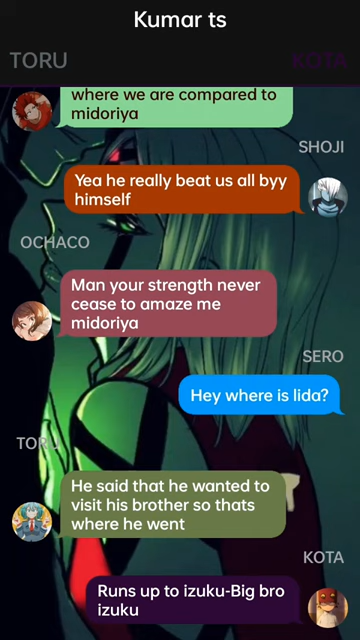 Kumar ts
TORU
KOTA
where we are compared to
midoriya
SHOJI
Yea he really beat us all byy
himself
OCHACO
Man your strength never
cease to amaze me
midoriya
SERO
Hey where is Iida?
TORU
He said that he wanted to
visit his brother so thats
where he went
KOTA
Runs up to izuku-Big bro
izuku